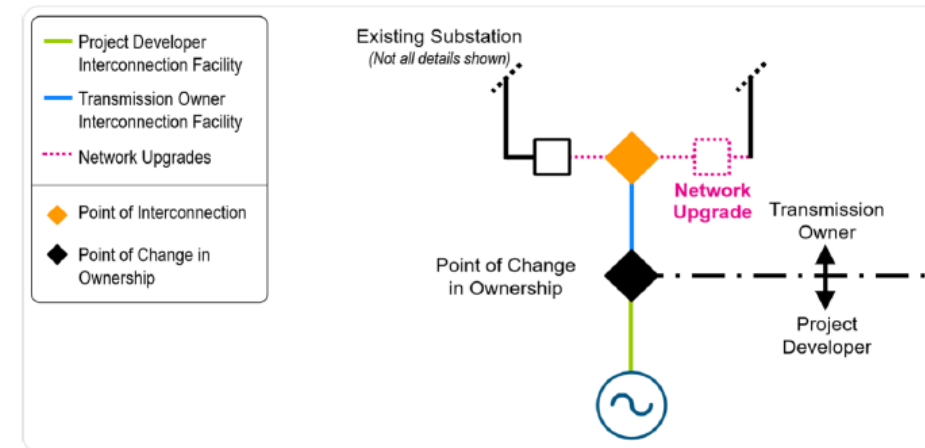 Project Developer
Interconnection Facility
Transmission Owner
Interconnection Facility
Network Upgrades
Point of Interconnection
Point of Change in
Ownership
Existing Substation
(Not all details shown)
Network
Upgrade
Transmission
Owner
Point of Change
in Ownership
Project
Developer